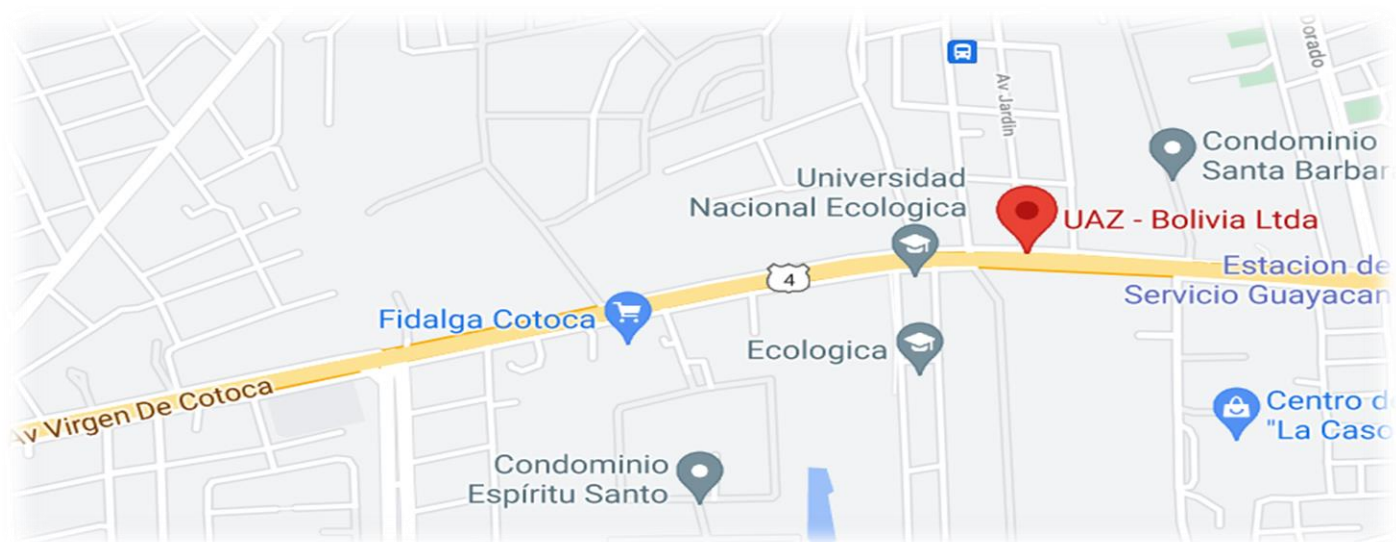 Dorado
Av Jardin
Condominio
Santa Barbar
Universidad
Nacional Ecologica
UAZ - Bolivia Ltda
Estacion de
Servicio Guayacan
4
Fidalga Cotoca
Ecologica
Av Virgen De Cotoca
Centro d
"La Caso
Condominio
Espíritu Santo